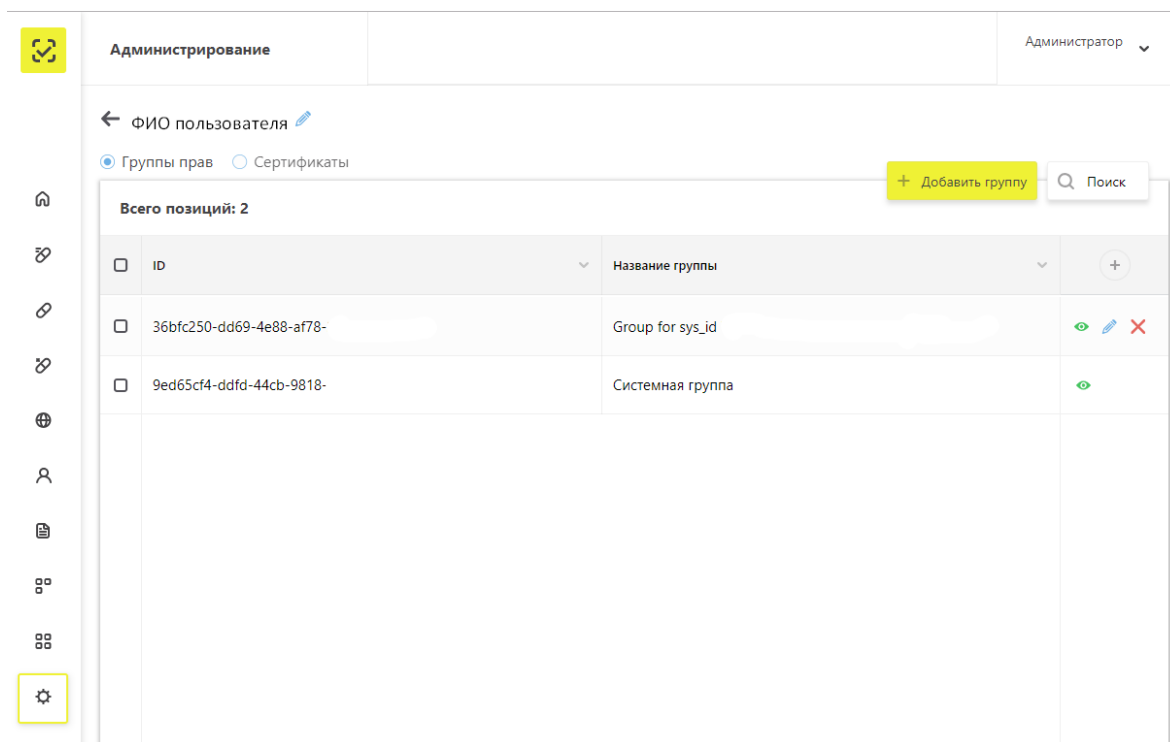 Администрирование
Администратор
ФИО пользователя
Группы прав Сертификаты
+ Добавить группу Поиск
Всего позиций: 2
ID Название группы
36bfc250-dd69-4e88-af78- Group for sys_id
9ed65cf4-ddfd-44cb-9818- Системная группа